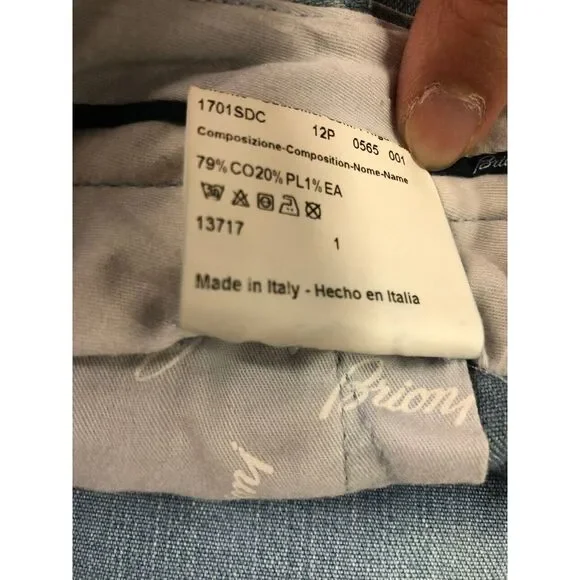 1701SDC 12P 0565 001
Composizione-Composition-Nome-Name
79%CO20%PL1%EA
13717 1
Made in Italy - Hecho en Italia
Brioni